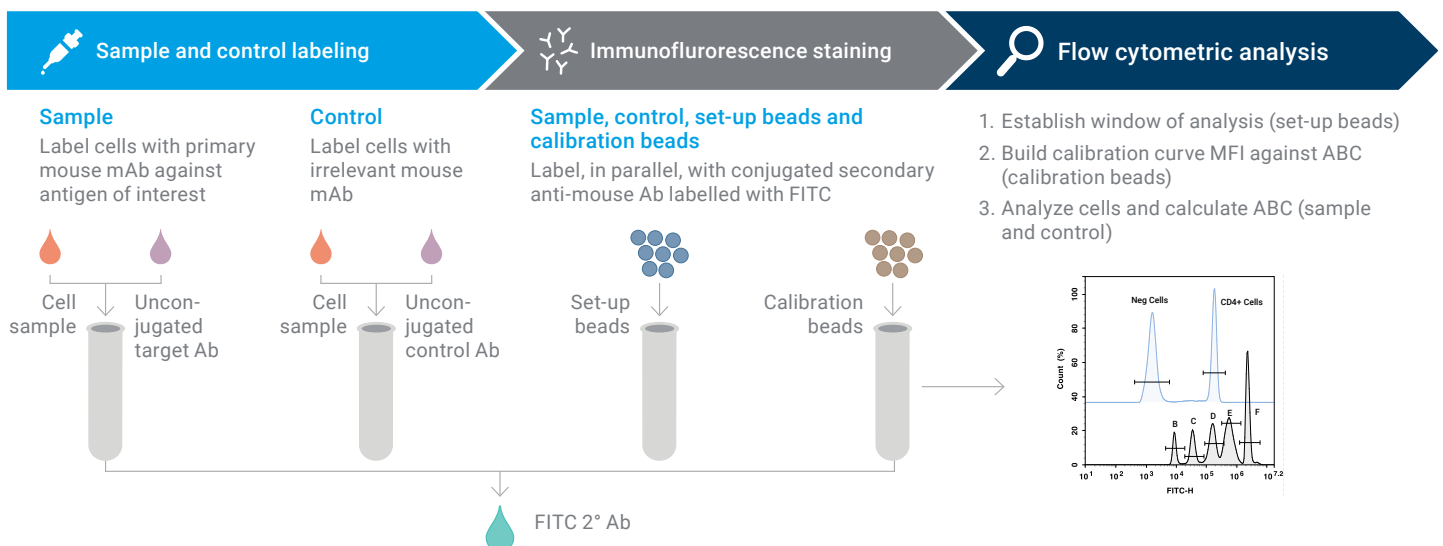 Sample and control labeling
Immunoflurorescence staining
Flow cytometric analysis
Sample
Label cells with primary
mouse mAb against
antigen of interest
Control
Label cells with
irrelevant mouse
mAb
Sample, control, set-up beads and
calibration beads
Label, in parallel, with conjugated secondary
anti-mouse Ab labelled with FITC
1. Establish window of analysis (set-up beads)
2. Build calibration curve MFI against ABC
(calibration beads)
3. Analyze cells and calculate ABC (sample
and control)
Cell
sample
Uncon-
jugated
target Ab
Cell
sample
Uncon-
jugated
control Ab
Set-up
beads
Calibration
beads
FITC 2° Ab
Neg Cells
CD4+ Cells
Count (%)
100
80
60
40
20
0
B
C
D
E
F
10¹
10²
10³
10⁴
10⁵
10⁶
10⁷·²
FITC-H